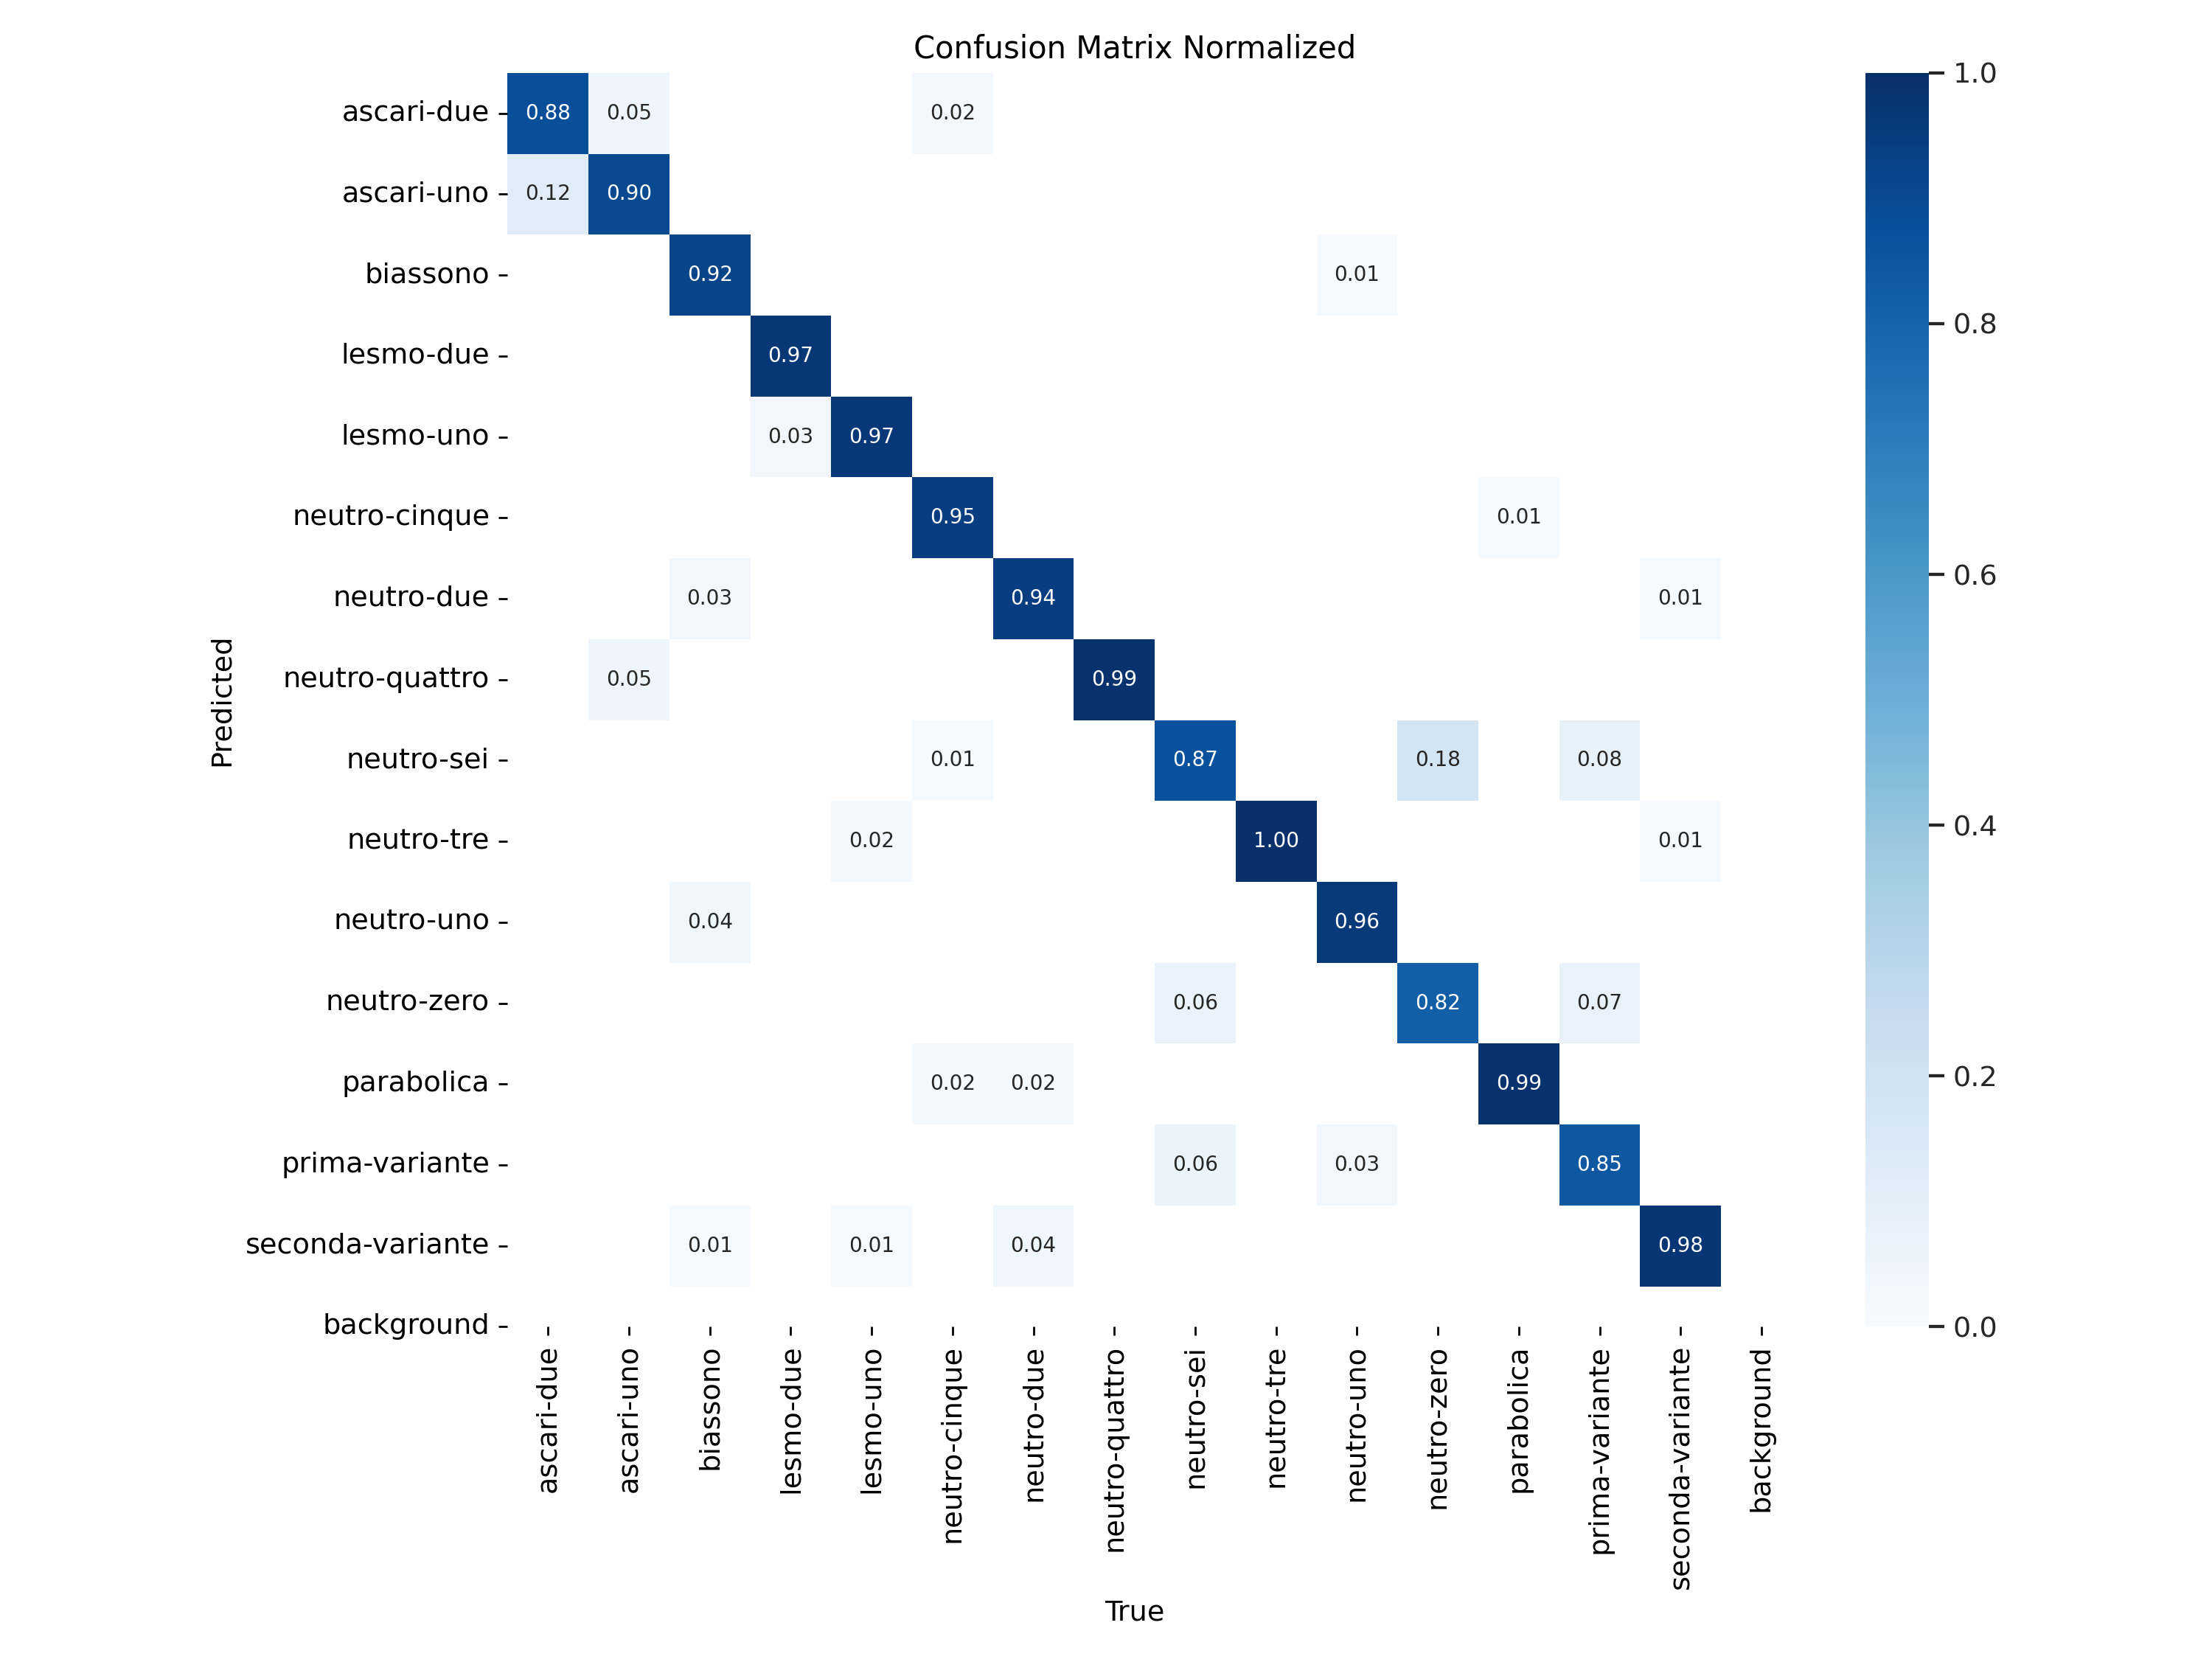 Confusion Matrix Normalized
ascari-due 0.88 0.05 0.02
ascari-uno 0.12 0.90
biassono 0.92 0.01
lesmo-due 0.97
lesmo-uno 0.03 0.97
neutro-cinque 0.95 0.01
neutro-due 0.03 0.94 0.01
neutro-quattro 0.05 0.99
neutro-sei 0.01 0.87 0.18 0.08
neutro-tre 0.02 1.00 0.01
neutro-uno 0.04 0.96
neutro-zero 0.06 0.82 0.07
parabolica 0.02 0.02 0.99
prima-variante 0.06 0.03 0.85
seconda-variante 0.01 0.01 0.04 0.98
background
Predicted
ascari-due
ascari-uno
biassono
lesmo-due
lesmo-uno
neutro-cinque
neutro-due
neutro-quattro
neutro-sei
neutro-tre
neutro-uno
neutro-zero
parabolica
prima-variante
seconda-variante
background
True
1.0
0.8
0.6
0.4
0.2
0.0